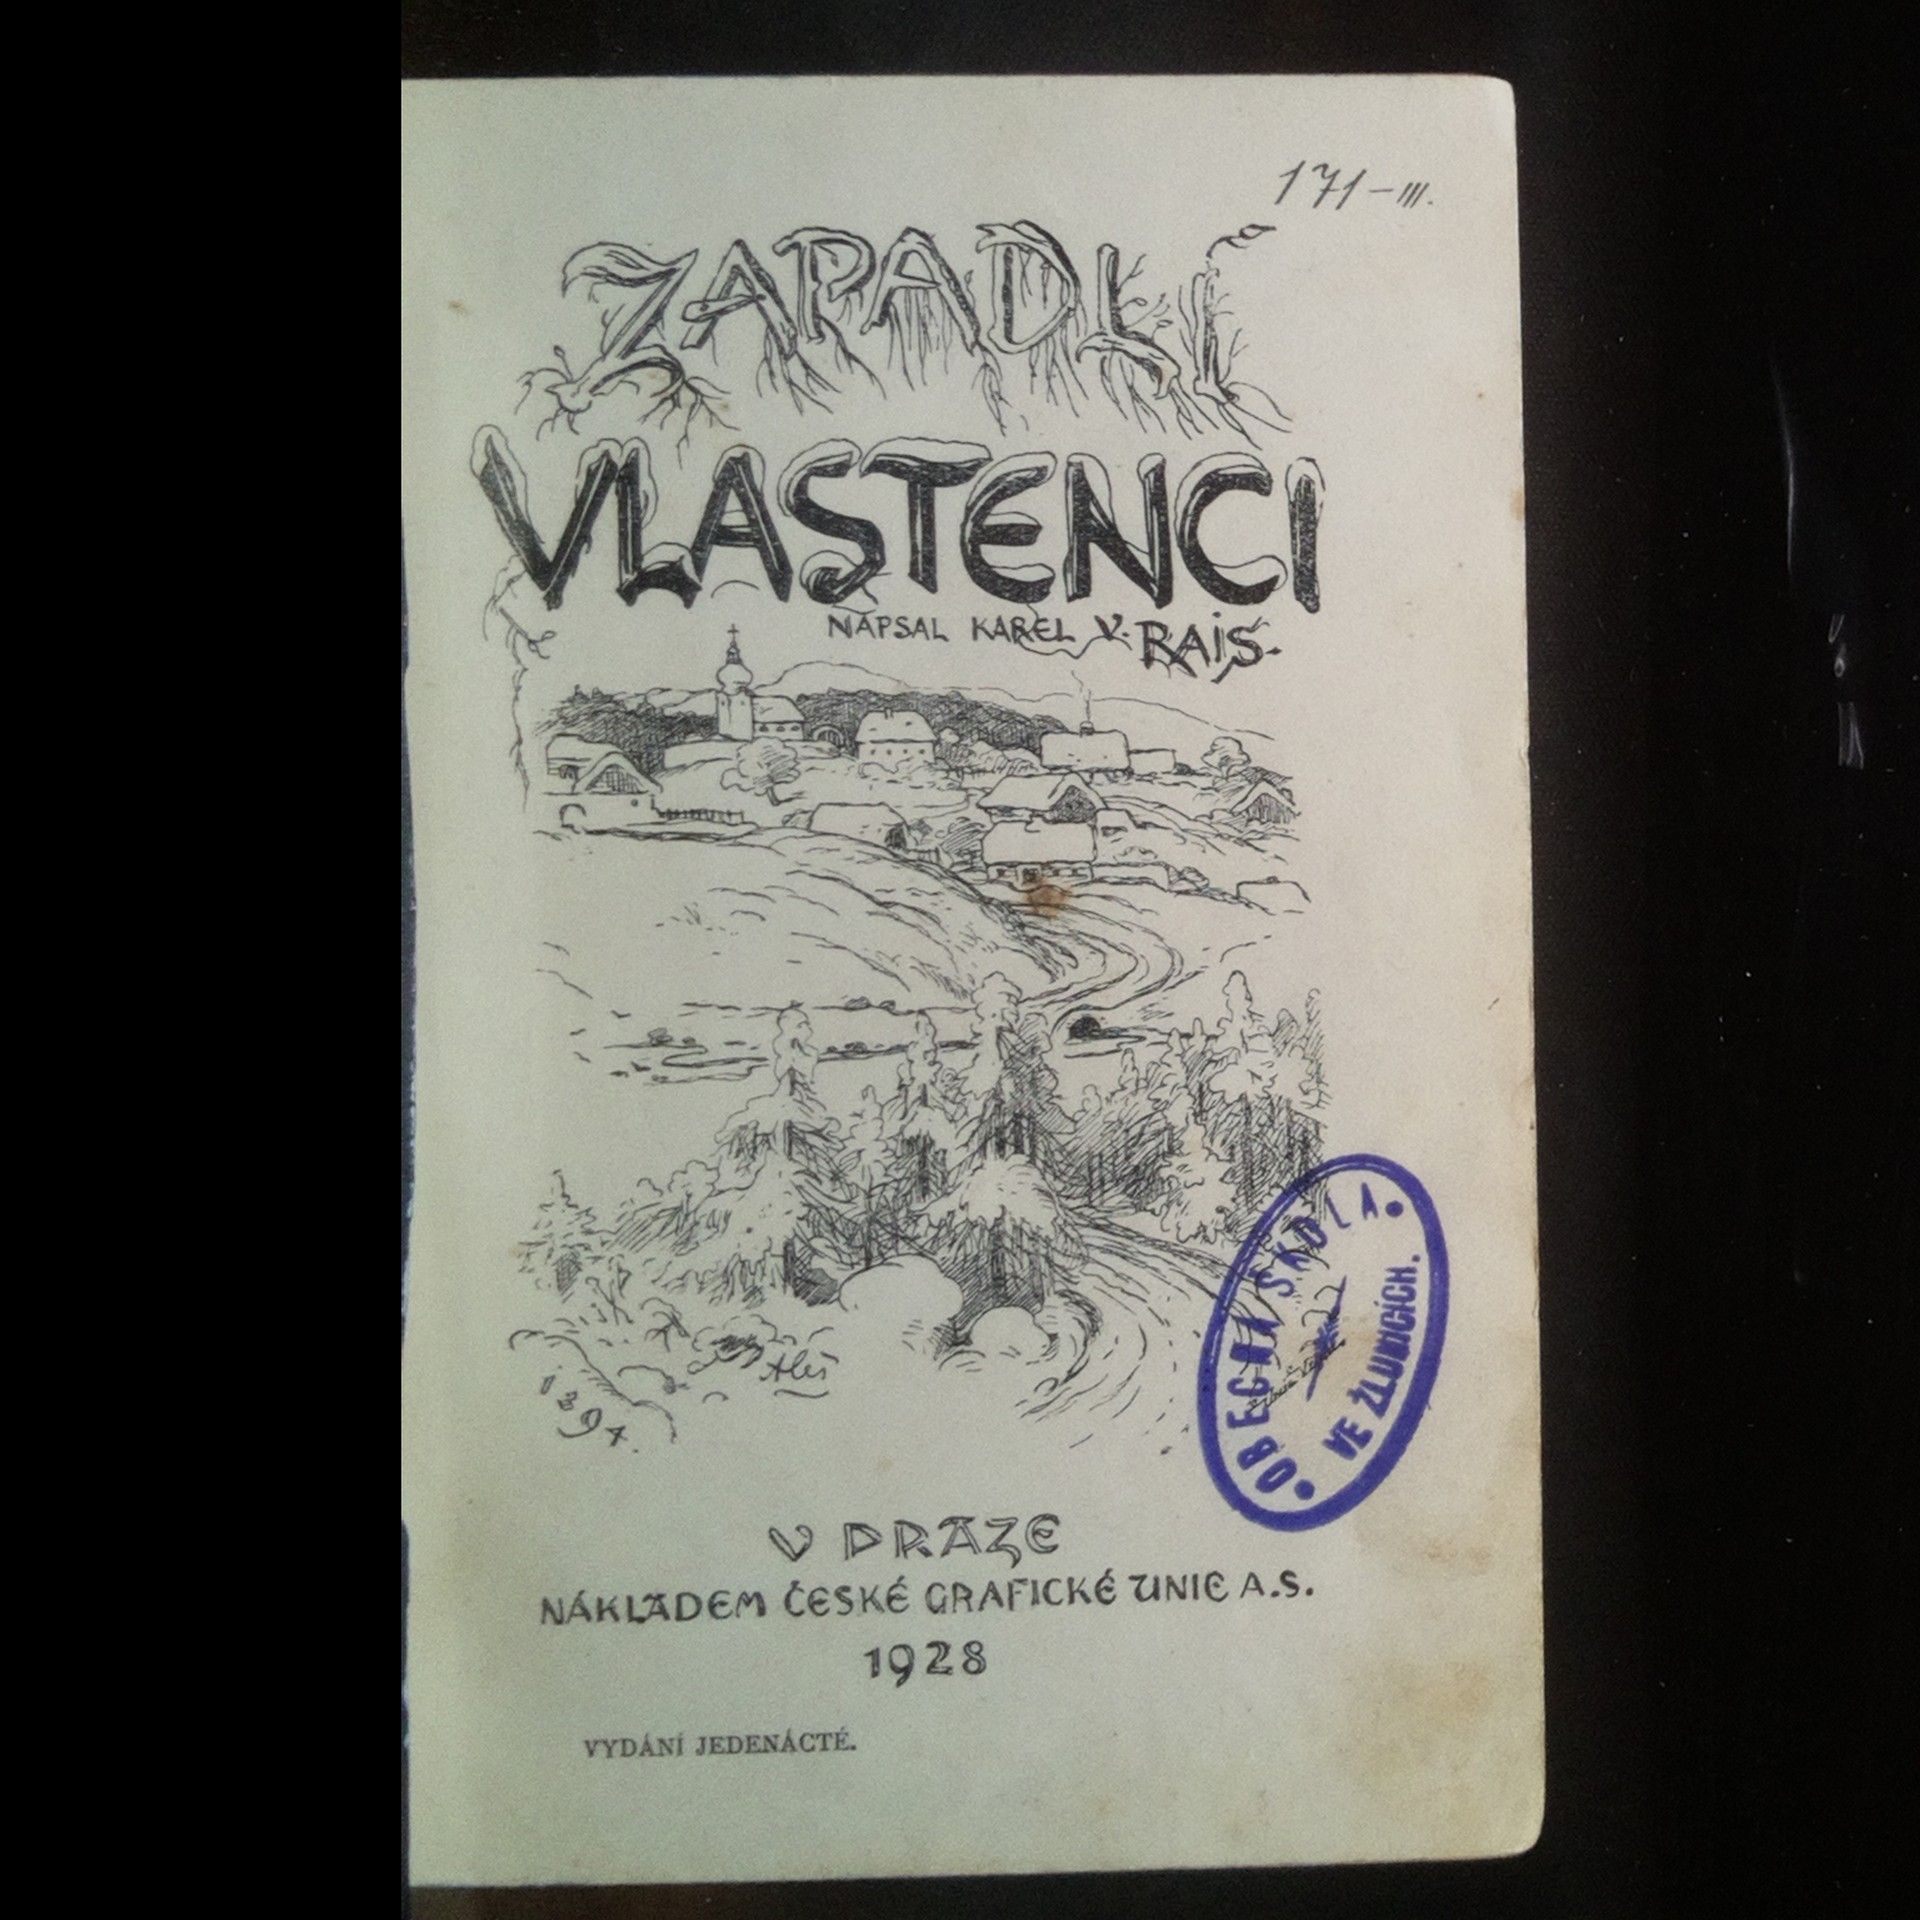 171-III.
ZAPADLÍ
VLASTENCI
NAPSAL KAREL V. RAIS.
Aleš
1894.
OBECNÁ ŠKOLA
VE ŽLUNICÍCH.
V PRAZE
NÁKLADEM ČESKÉ GRAFICKÉ UNIE A.S.
1928
VYDÁNÍ JEDENÁCTÉ.